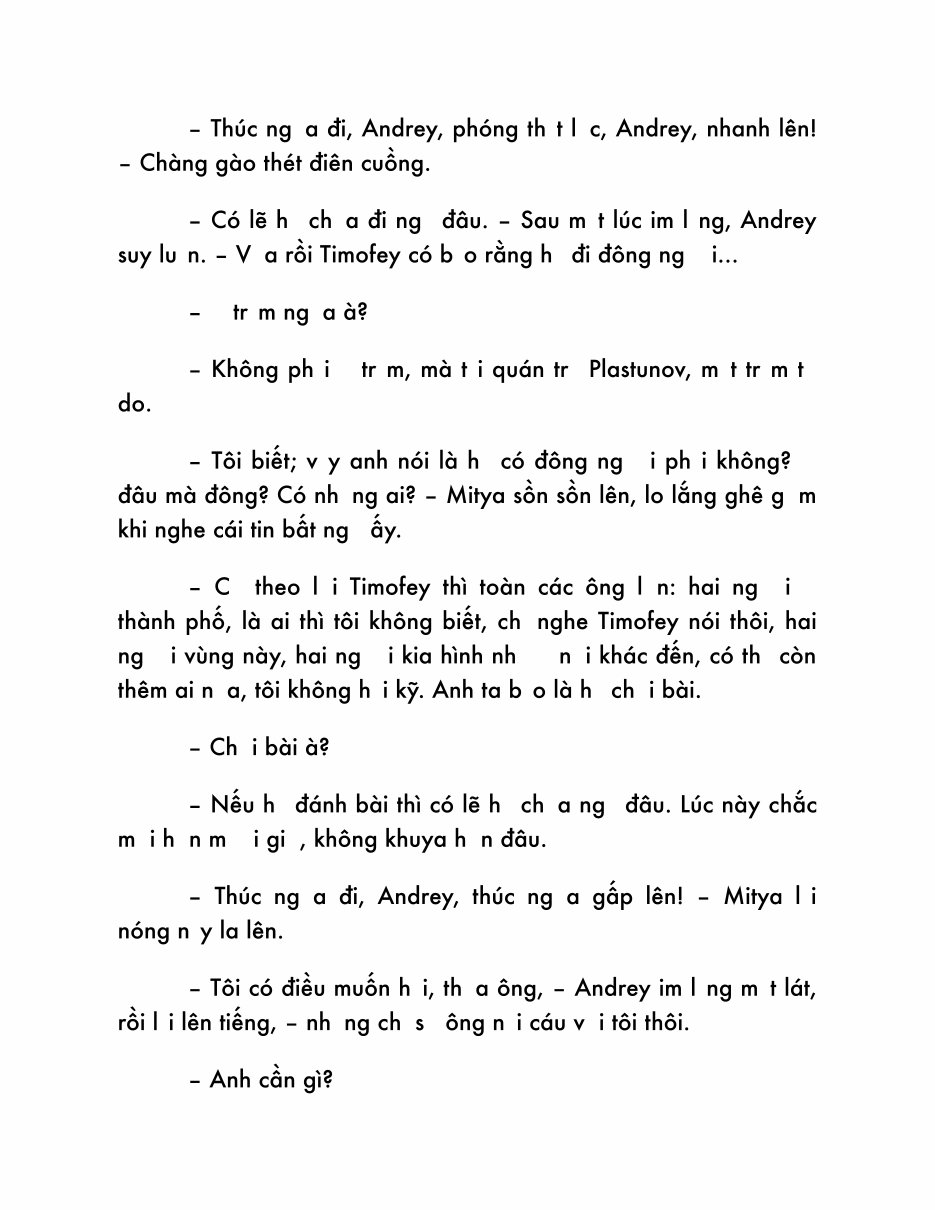 – Thúc ng a đi, Andrey, phóng th t l c, Andrey, nhanh lên!
– Chàng gào thét điên cuồng.
– Có lẽ h ch a đi ng đâu. – Sau m t lúc im l ng, Andrey
suy lu n. – V a rồi Timofey có b o rằng h đi đông ng i...
– tr m ng a à?
– Không ph i tr m, mà t i quán tr Plastunov, m t tr m t
do.
– Tôi biết; v y anh nói là h có đông ng i ph i không?
đâu mà đông? Có nh ng ai? – Mitya sồn sồn lên, lo lắng ghê g m
khi nghe cái tin bất ng ấy.
– C theo l i Timofey thì toàn các ông l n: hai ng i
thành phố, là ai thì tôi không biết, ch nghe Timofey nói thôi, hai
ng i vùng này, hai ng i kia hình nh n i khác đến, có th còn
thêm ai n a, tôi không h i kỹ. Anh ta b o là h ch i bài.
– Ch i bài à?
– Nếu h đánh bài thì có lẽ h ch a ng đâu. Lúc này chắc
m i h n m i gi , không khuya h n đâu.
– Thúc ng a đi, Andrey, thúc ng a gấp lên! – Mitya l i
nóng n y la lên.
– Tôi có điều muốn h i, th a ông, – Andrey im l ng m t lát,
rồi l i lên tiếng, – nh ng ch s ông n i cáu v i tôi thôi.
– Anh cần gì?